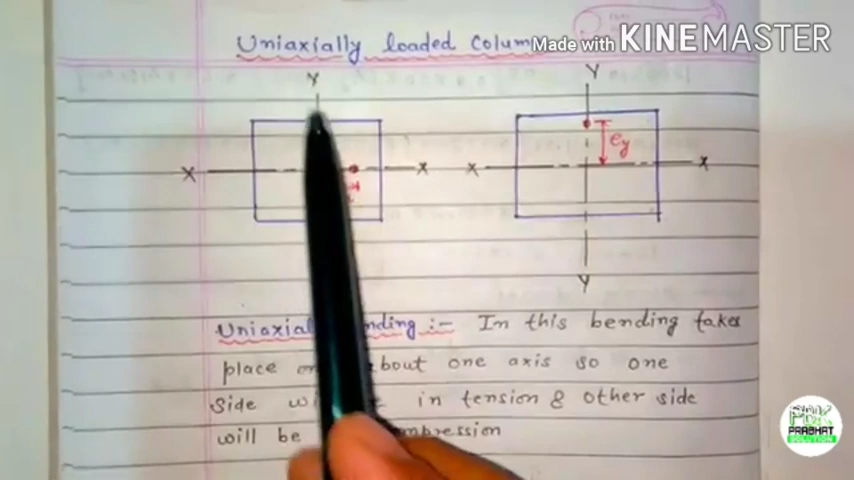 Uniaxially loaded Colum
Made with KINEMASTER
Y
Y
X
X
X
ey
X
Y
Uniaxial nding :- In this bending takes
place bout one axis so one
Side in tension & other side
will be mpression
PRABHAT
SOLUTION